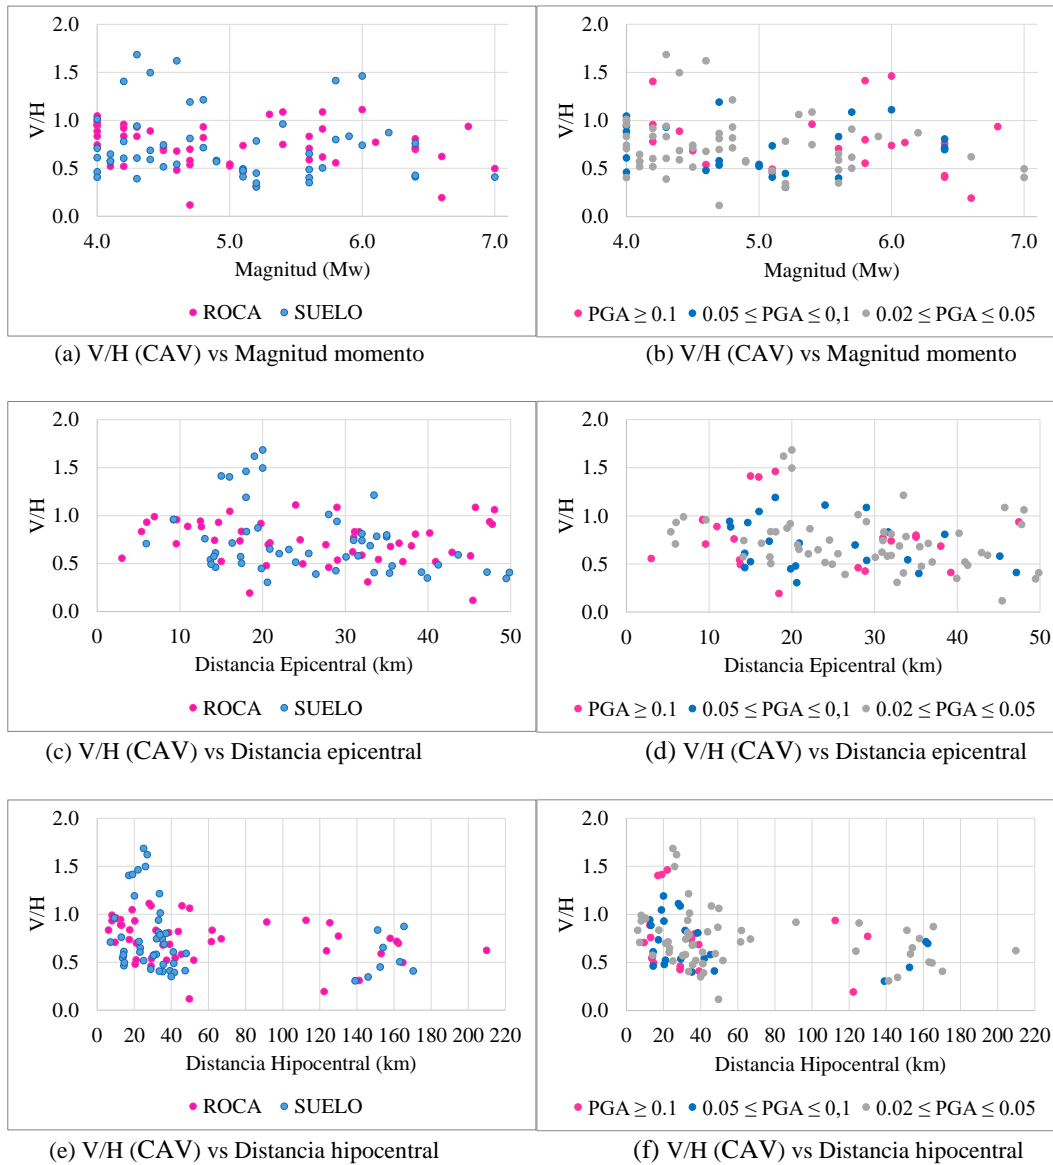 2.0
1.5
1.0
0.5
0.0
V/H
4.0 5.0 6.0 7.0
Magnitud (Mw)
ROCA SUELO
(a) V/H (CAV) vs Magnitud momento
2.0
1.5
1.0
0.5
0.0
V/H
4.0 5.0 6.0 7.0
Magnitud (Mw)
PGA ≥ 0.1 0.05 ≤ PGA ≤ 0,1 0.02 ≤ PGA ≤ 0.05
(b) V/H (CAV) vs Magnitud momento
2.0
1.5
1.0
0.5
0.0
V/H
0 10 20 30 40 50
Distancia Epicentral (km)
ROCA SUELO
(c) V/H (CAV) vs Distancia epicentral
2.0
1.5
1.0
0.5
0.0
V/H
0 10 20 30 40 50
Distancia Epicentral (km)
PGA ≥ 0.1 0.05 ≤ PGA ≤ 0,1 0.02 ≤ PGA ≤ 0.05
(d) V/H (CAV) vs Distancia epicentral
2.0
1.5
1.0
0.5
0.0
V/H
0 20 40 60 80 100 120 140 160 180 200 220
Distancia Hipocentral (km)
ROCA SUELO
(e) V/H (CAV) vs Distancia hipocentral
2.0
1.5
1.0
0.5
0.0
V/H
0 20 40 60 80 100 120 140 160 180 200 220
Distancia Hipocentral (km)
PGA ≥ 0.1 0.05 ≤ PGA ≤ 0,1 0.02 ≤ PGA ≤ 0.05
(f) V/H (CAV) vs Distancia hipocentral